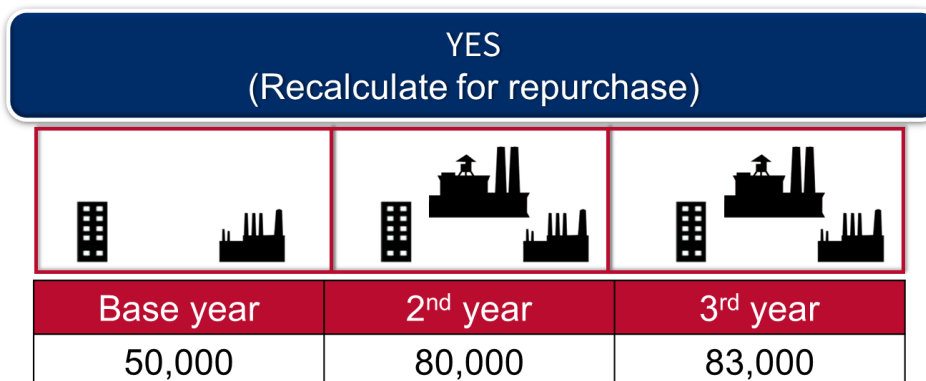 YES
(Recalculate for repurchase)
Base year 2nd year 3rd year
50,000 80,000 83,000